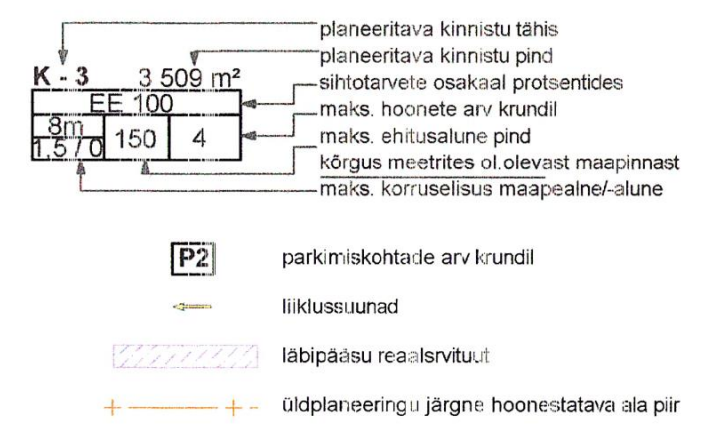 planeeritava kinnistu tähis
planeeritava kinnistu pind
K - 3 3 509 m²
sihtotarvete osakaal protsentides
EE 100
maks. hoonete arv krundil
8m
150 4
maks. ehitusalune pind
1,5 / 0
kõrgus meetrites ol.olevast maapinnast
maks. korruselisus maapealne/-alune
P2 parkimiskohtade arv krundil
liiklussuunad
läbipääsu reaalsrvituut
üldplaneeringu järgne hoonestatava ala piir